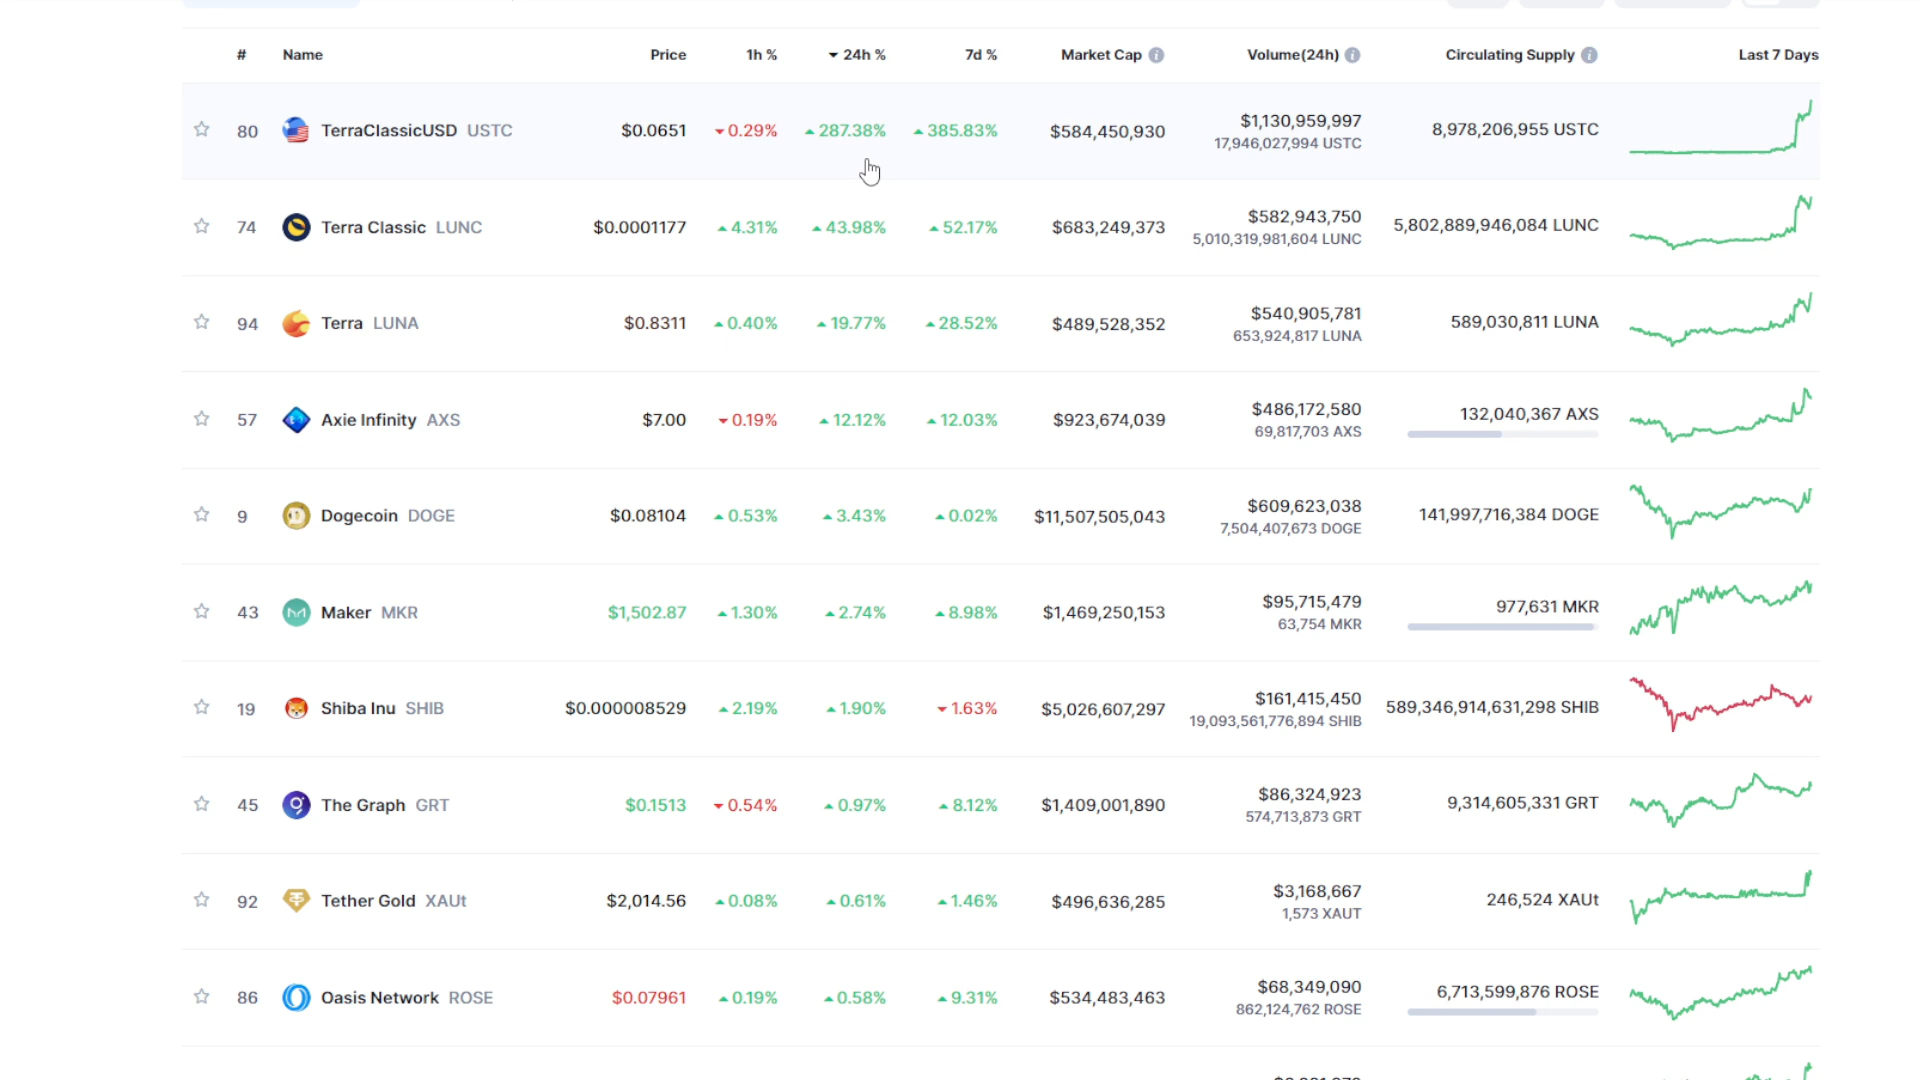 # Name Price 1h % 24h % 7d % Market Cap Volume(24h) Circulating Supply Last 7 Days
80 TerraClassicUSD USTC $0.0651 0.29% 287.38% 385.83% $584,450,930 $1,130,959,997 8,978,206,955 USTC
17,946,027,994 USTC
74 Terra Classic LUNC $0.0001177 4.31% 43.98% 52.17% $683,249,373 $582,943,750 5,802,889,946,084 LUNC
5,010,319,981,604 LUNC
94 Terra LUNA $0.8311 0.40% 19.77% 28.52% $489,528,352 $540,905,781 589,030,811 LUNA
653,924,817 LUNA
57 Axie Infinity AXS $7.00 0.19% 12.12% 12.03% $923,674,039 $486,172,580 132,040,367 AXS
69,817,703 AXS
9 Dogecoin DOGE $0.08104 0.53% 3.43% 0.02% $11,507,505,043 $609,623,038 141,997,716,384 DOGE
7,504,407,673 DOGE
43 Maker MKR $1,502.87 1.30% 2.74% 8.98% $1,469,250,153 $95,715,479 977,631 MKR
63,754 MKR
19 Shiba Inu SHIB $0.000008529 2.19% 1.90% 1.63% $5,026,607,297 $161,415,450 589,346,914,631,298 SHIB
19,093,561,776,894 SHIB
45 The Graph GRT $0.1513 0.54% 0.97% 8.12% $1,409,001,890 $86,324,923 9,314,605,331 GRT
574,713,873 GRT
92 Tether Gold XAUt $2,014.56 0.08% 0.61% 1.46% $496,636,285 $3,168,667 246,524 XAUt
1,573 XAUT
86 Oasis Network ROSE $0.07961 0.19% 0.58% 9.31% $534,483,463 $68,349,090 6,713,599,876 ROSE
862,124,762 ROSE